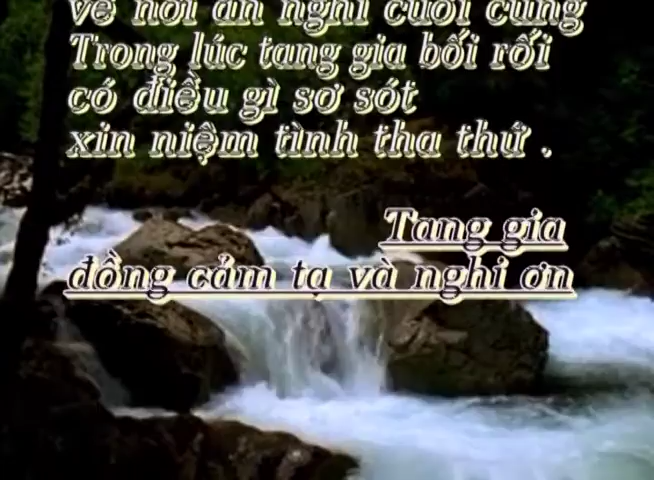 về nơi an nghỉ cuối cùng
Trong lúc tang gia bối rối
có điều gì sơ sót
xin niệm tình tha thứ .
Tang gia
đồng cảm tạ và nghi ơn